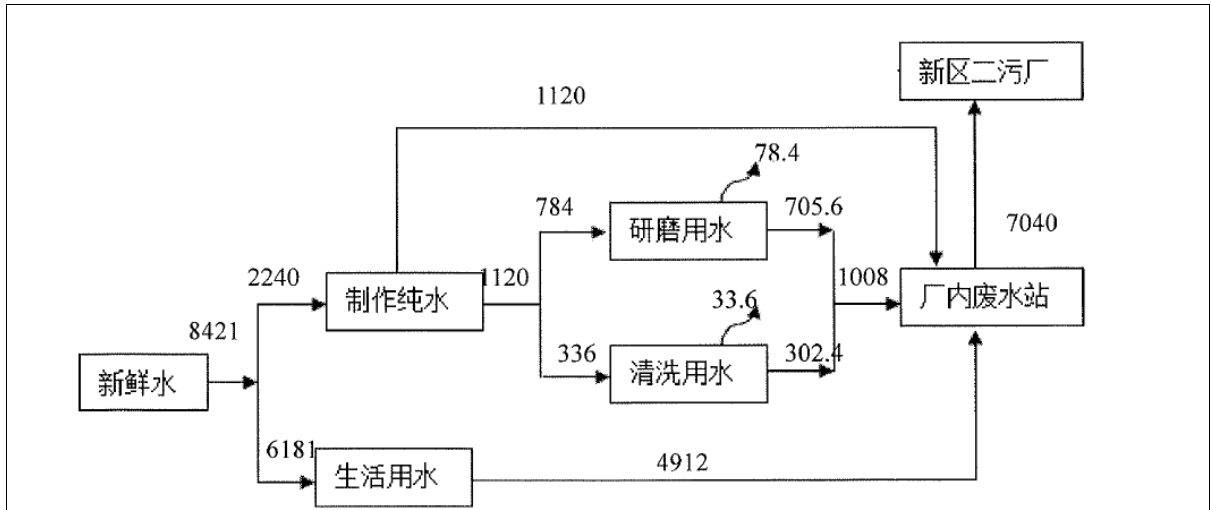 新区二污厂
1120
78.4
784
研磨用水
705.6
7040
2240
制作纯水
1120
1008
厂内废水站
33.6
8421
336
清洗用水
302.4
新鲜水
6181
生活用水
4912